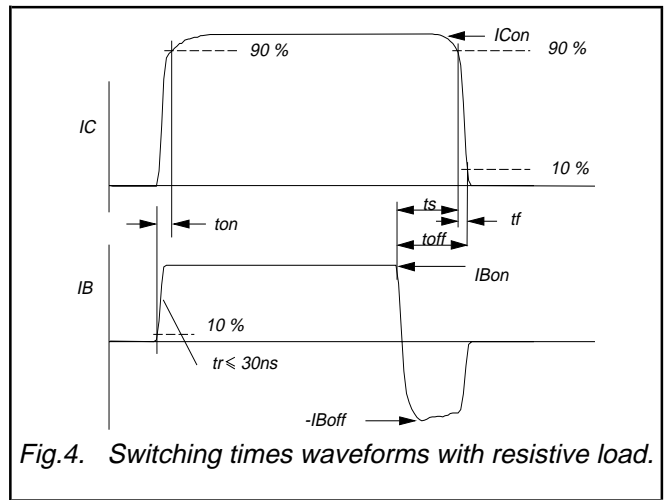 ICon
90 %
90 %
IC
10 %
ts
ton
tf
toff
IBon
IB
10 %
tr ⩽ 30ns
-IBoff
Fig.4. Switching times waveforms with resistive load.